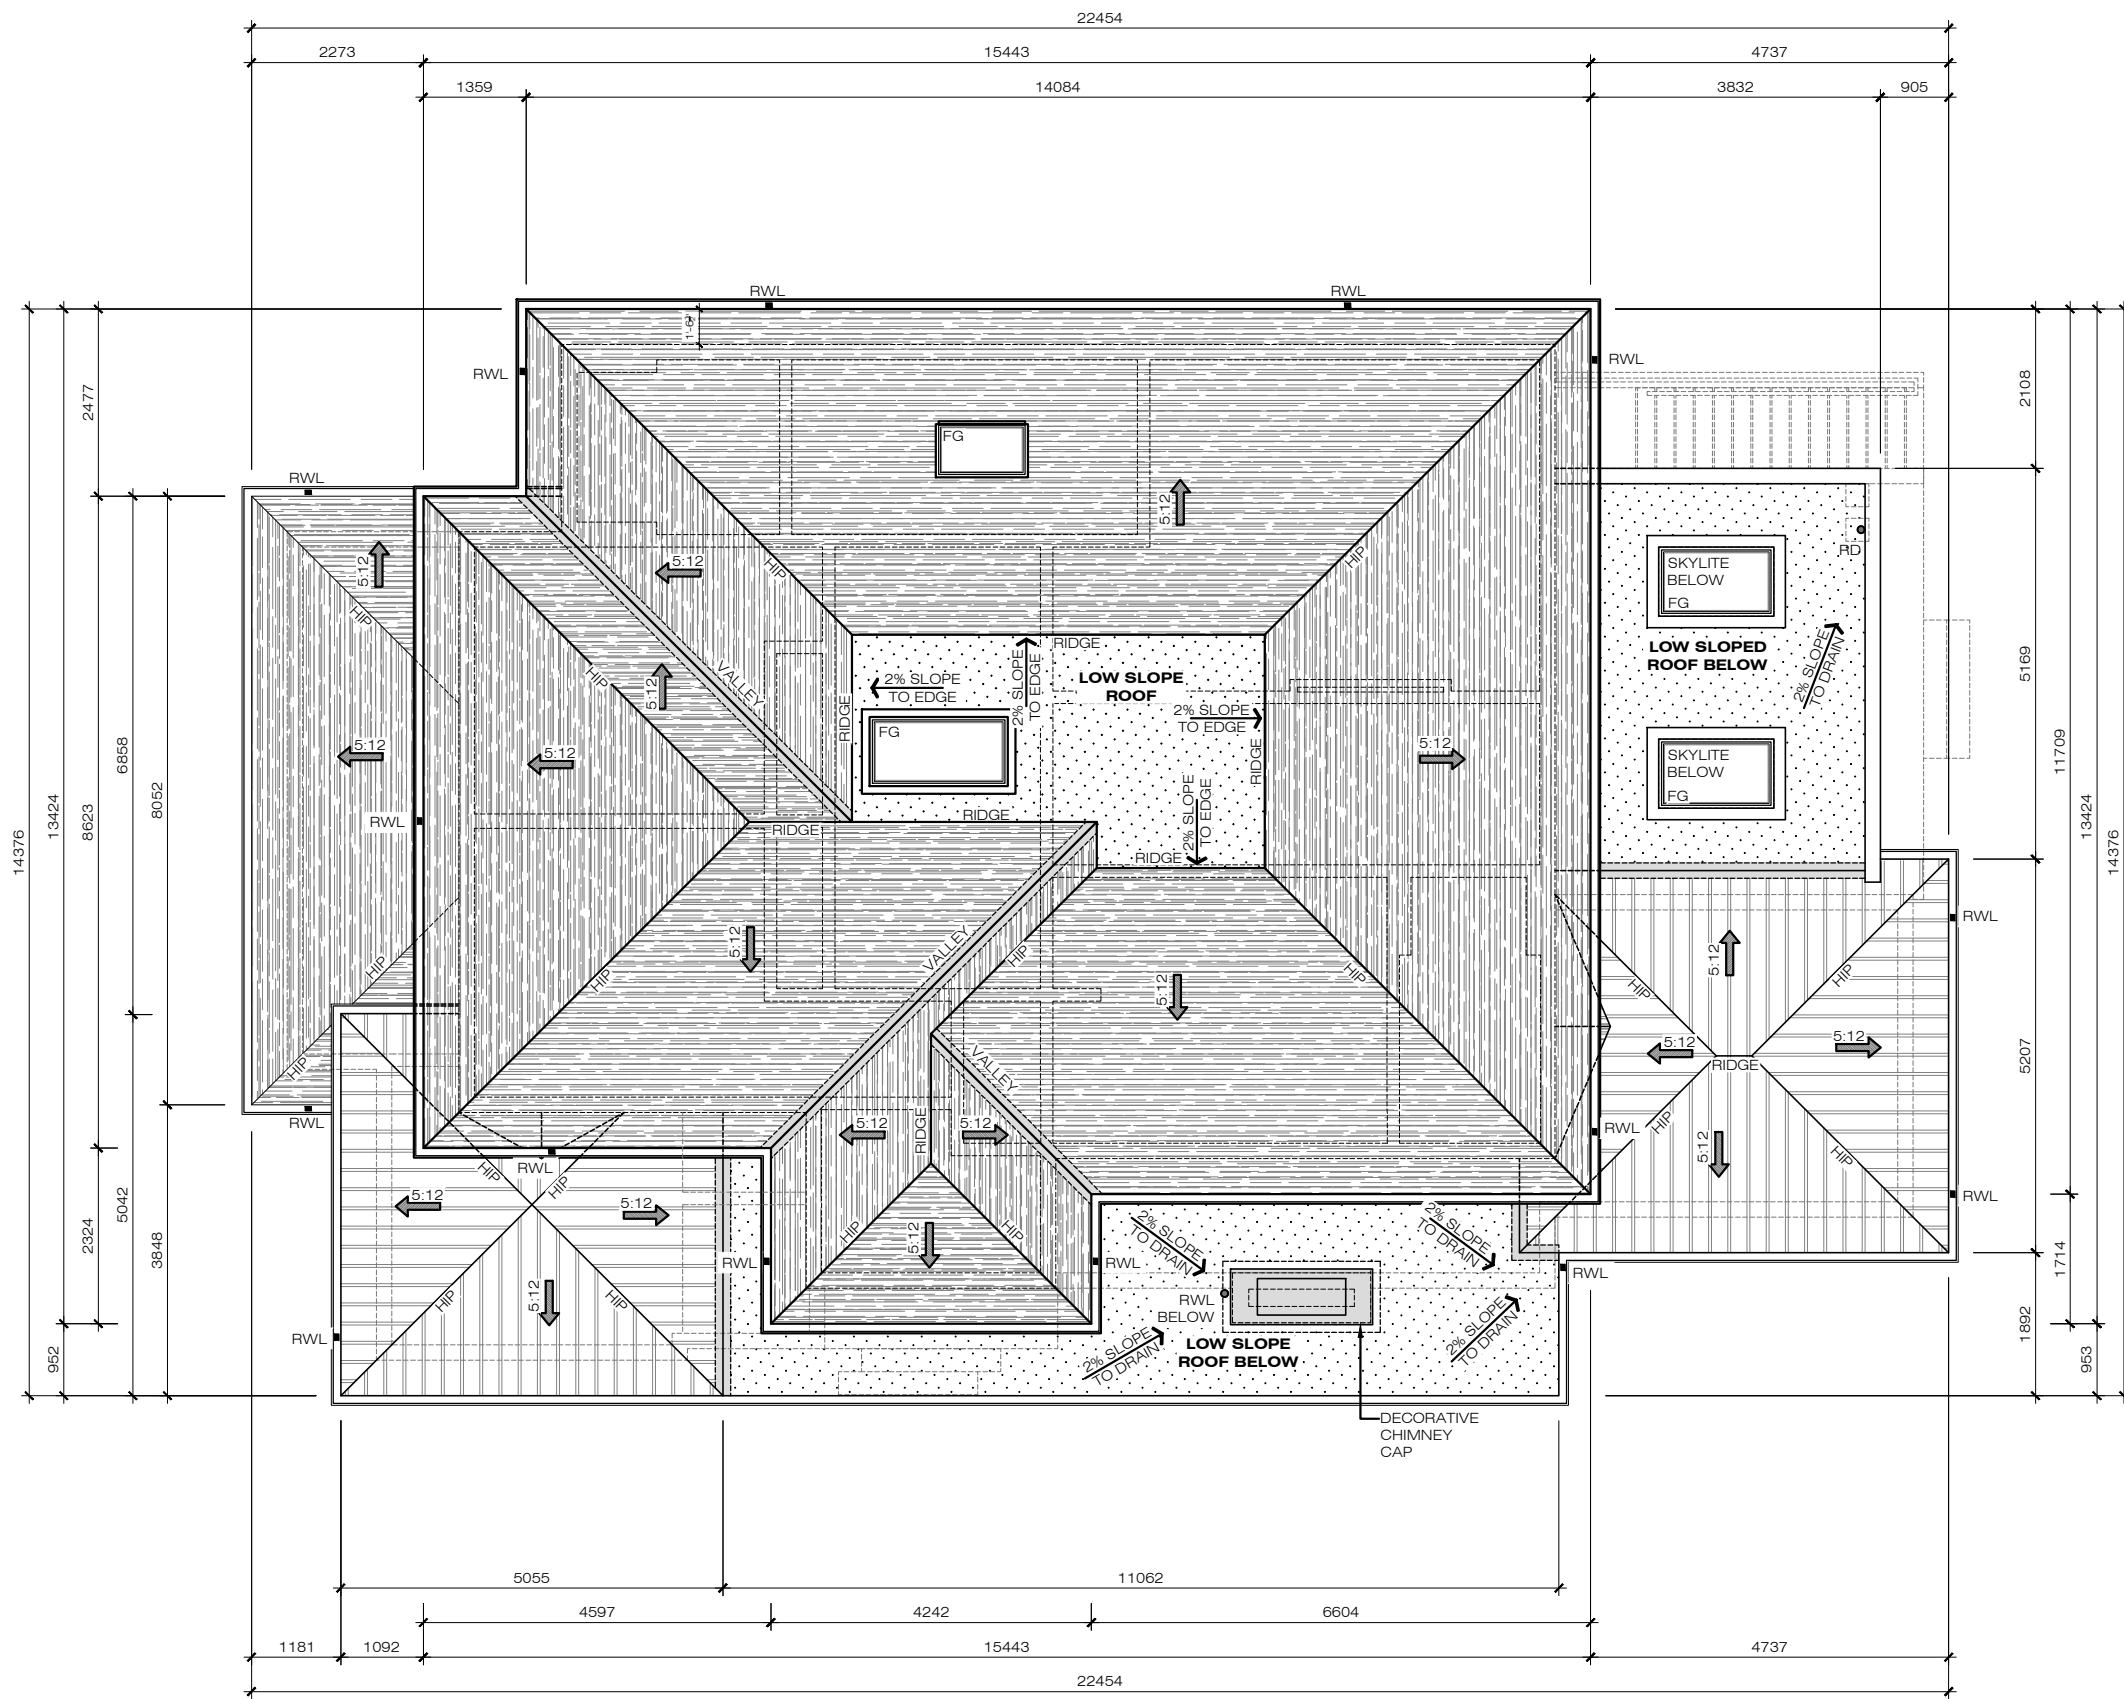 22454
2273
15443
4737
1359
14084
3832
905
RWL
RWL
1'-6"
RWL
RWL
2477
2108
FG
RWL
5:12
5:12
5:12
HIP
HIP
HIP
SKYLITE
BELOW
FG
RD
LOW SLOPED
ROOF BELOW
2% SLOPE
TO DRAIN
RIDGE
2% SLOPE
TO EDGE
2% SLOPE
TO EDGE
LOW SLOPE
ROOF
HIP
5:12
VALLEY
5169
RIDGE
FG
2% SLOPE
TO EDGE
RIDGE
5:12
5:12
5:12
SKYLITE
BELOW
FG
6858
11709
8052
13424
8623
14376
13424
14376
RWL
RIDGE
RIDGE
2% SLOPE
TO EDGE
RIDGE
RWL
5:12
VALLEY
HIP
5:12
HIP
HIP
HIP
5:12
HIP
HIP
5:12
5:12
RIDGE
5207
HIP
VALLEY
RWL
5:12
RIDGE
5:12
RWL
HIP
5:12
HIP
RWL
HIP
HIP
5:12
5:12
RWL
2324
5042
3848
RWL
HIP
5:12
HIP
RWL
2% SLOPE
TO DRAIN
2% SLOPE
TO DRAIN
RWL
1714
5:12
HIP
HIP
RWL
BELOW
RWL
LOW SLOPE
ROOF BELOW
2% SLOPE
TO DRAIN
2% SLOPE
TO DRAIN
1892
952
953
DECORATIVE
CHIMNEY
CAP
5055
11062
4597
4242
6604
1181
1092
15443
4737
22454